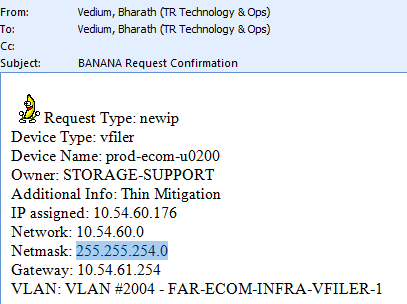 From: Vedium, Bharath (TR Technology & Ops)
To: Vedium, Bharath (TR Technology & Ops)
Cc:
Subject: BANANA Request Confirmation
Request Type: newip
Device Type: vfiler
Device Name: prod-ecom-u0200
Owner: STORAGE-SUPPORT
Additional Info: Thin Mitigation
IP assigned: 10.54.60.176
Network: 10.54.60.0
Netmask: 255.255.254.0
Gateway: 10.54.61.254
VLAN: VLAN #2004 - FAR-ECOM-INFRA-VFILER-1